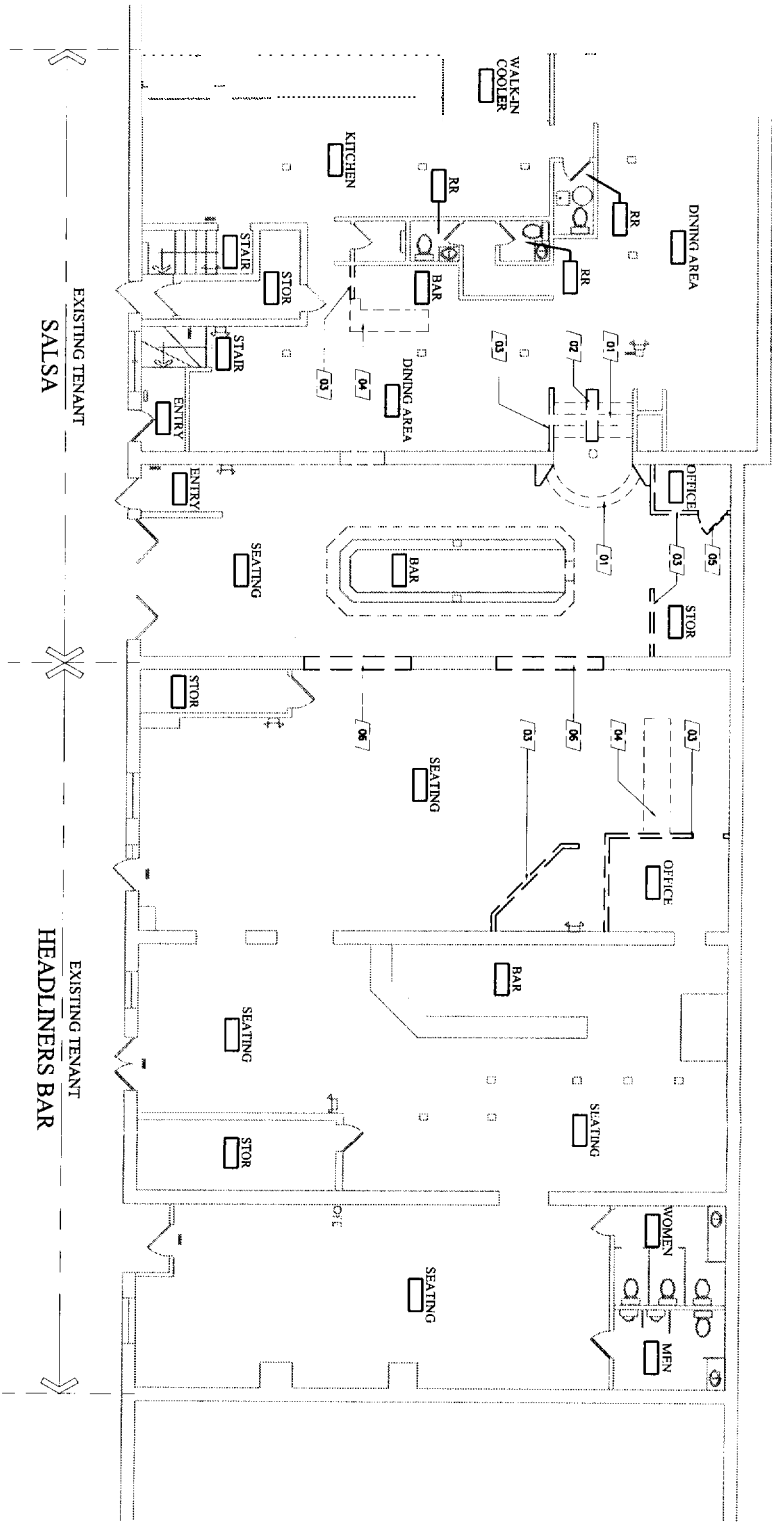 WALK-IN
COOLER
KITCHEN
RR
RR
RR
DINING AREA
STAIR
STOR
BAR
STAIR
DINING AREA
ENTRY
03
04
03
02
01
ENTRY
SEATING
BAR
01
OFFICE
03
05
STOR
EXISTING TENANT
SALSA
STOR
06
SEATING
03
06
04
03
OFFICE
BAR
SEATING
SEATING
STOR
EXISTING TENANT
HEADLINERS BAR
SEATING
WOMEN
MEN